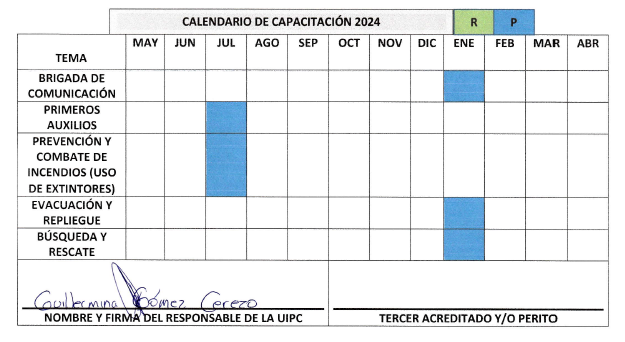 CALENDARIO DE CAPACITACIÓN 2024 R P
TEMA MAY JUN JUL AGO SEP OCT NOV DIC ENE FEB MAR ABR
BRIGADA DE
COMUNICACIÓN
PRIMEROS
AUXILIOS
PREVENCIÓN Y
COMBATE DE
INCENDIOS (USO
DE EXTINTORES)
EVACUACIÓN Y
REPLIEGUE
BÚSQUEDA Y
RESCATE
Guillermina Gómez Cerezo
NOMBRE Y FIRMA DEL RESPONSABLE DE LA UIPC
TERCER ACREDITADO Y/O PERITO